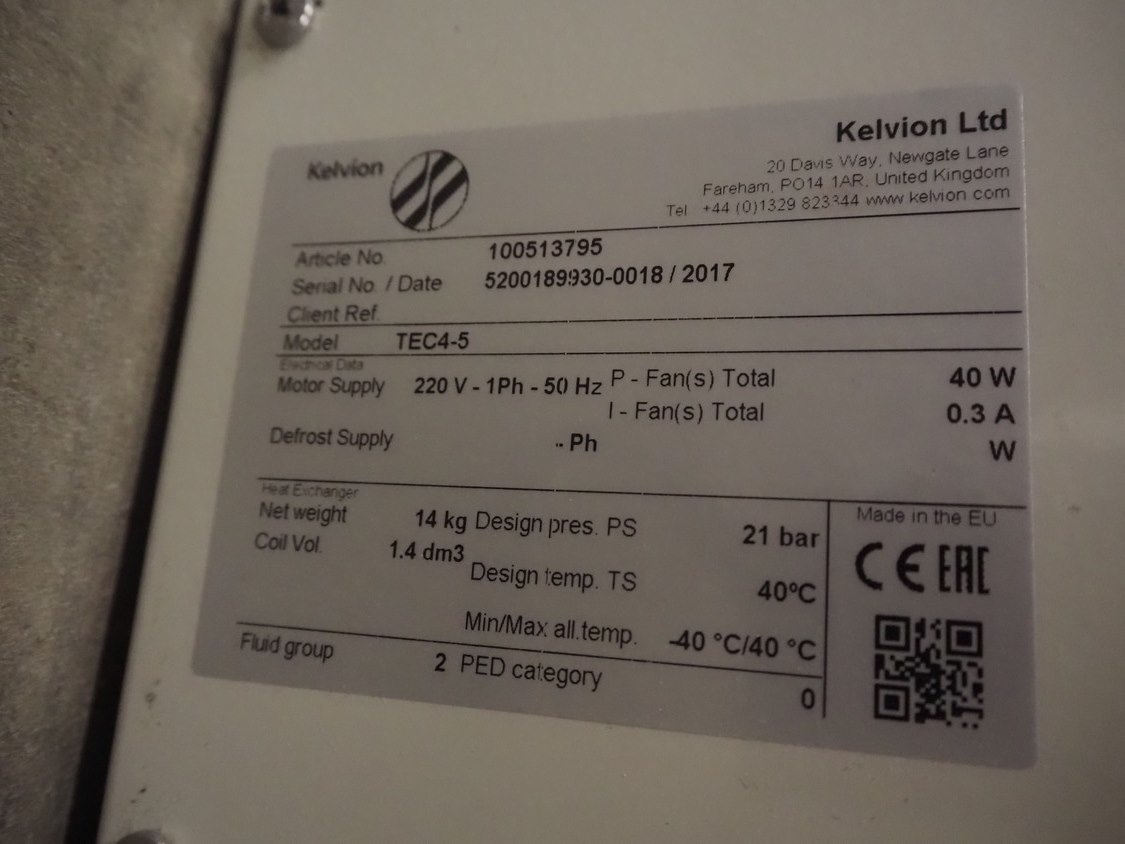 Kelvion
Kelvion Ltd
20 Davis Way, Newgate Lane
Fareham, PO14 1AR, United Kingdom
Tel +44 (0)1329 823344 www kelvion com
Article No. 100513795
Serial No. / Date 5200189930-0018 / 2017
Client Ref.
Model TEC4-5
Electrical Data
Motor Supply 220 V - 1Ph - 50 Hz P - Fan(s) Total 40 W
I - Fan(s) Total 0.3 A
Defrost Supply - Ph W
Heat Exchanger
Net weight 14 kg Design pres. PS 21 bar
Coil Vol. 1.4 dm3
Design temp. TS 40°C
Min/Max all.temp. -40 °C/40 °C
Fluid group 2 PED category 0
Made in the EU
CE EAC